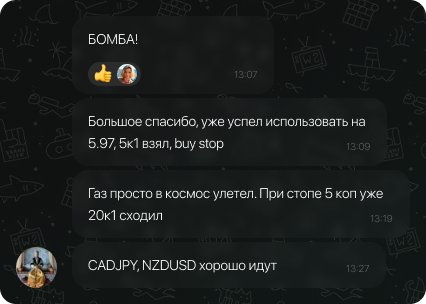 БОМБА!
13:07
Большое спасибо, уже успел использовать на
5.97, 5к1 взял, buy stop
13:09
Газ просто в космос улетел. При стопе 5 коп уже
20к1 сходил
13:19
CADJPY, NZDUSD хорошо идут
13:27